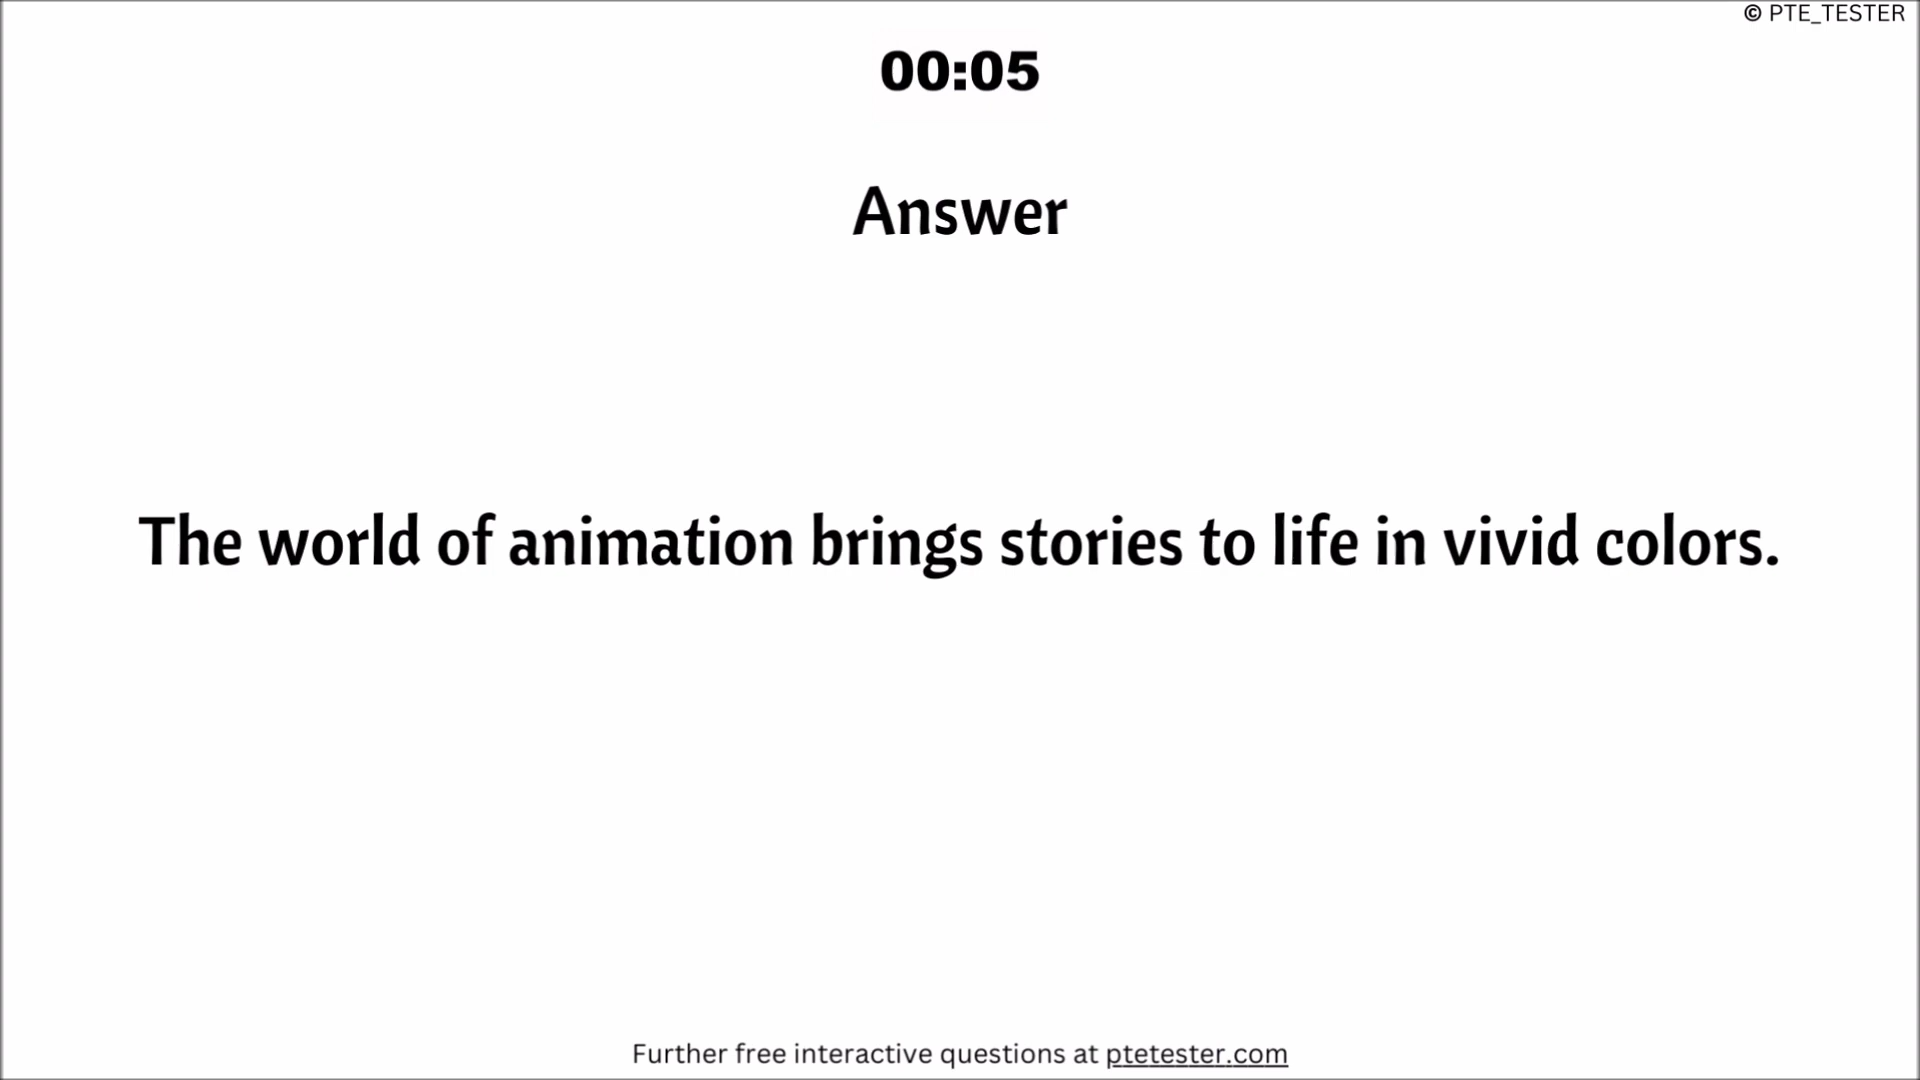 © PTE_TESTER
00:05
Answer
The world of animation brings stories to life in vivid colors.
Further free interactive questions at ptetester.com